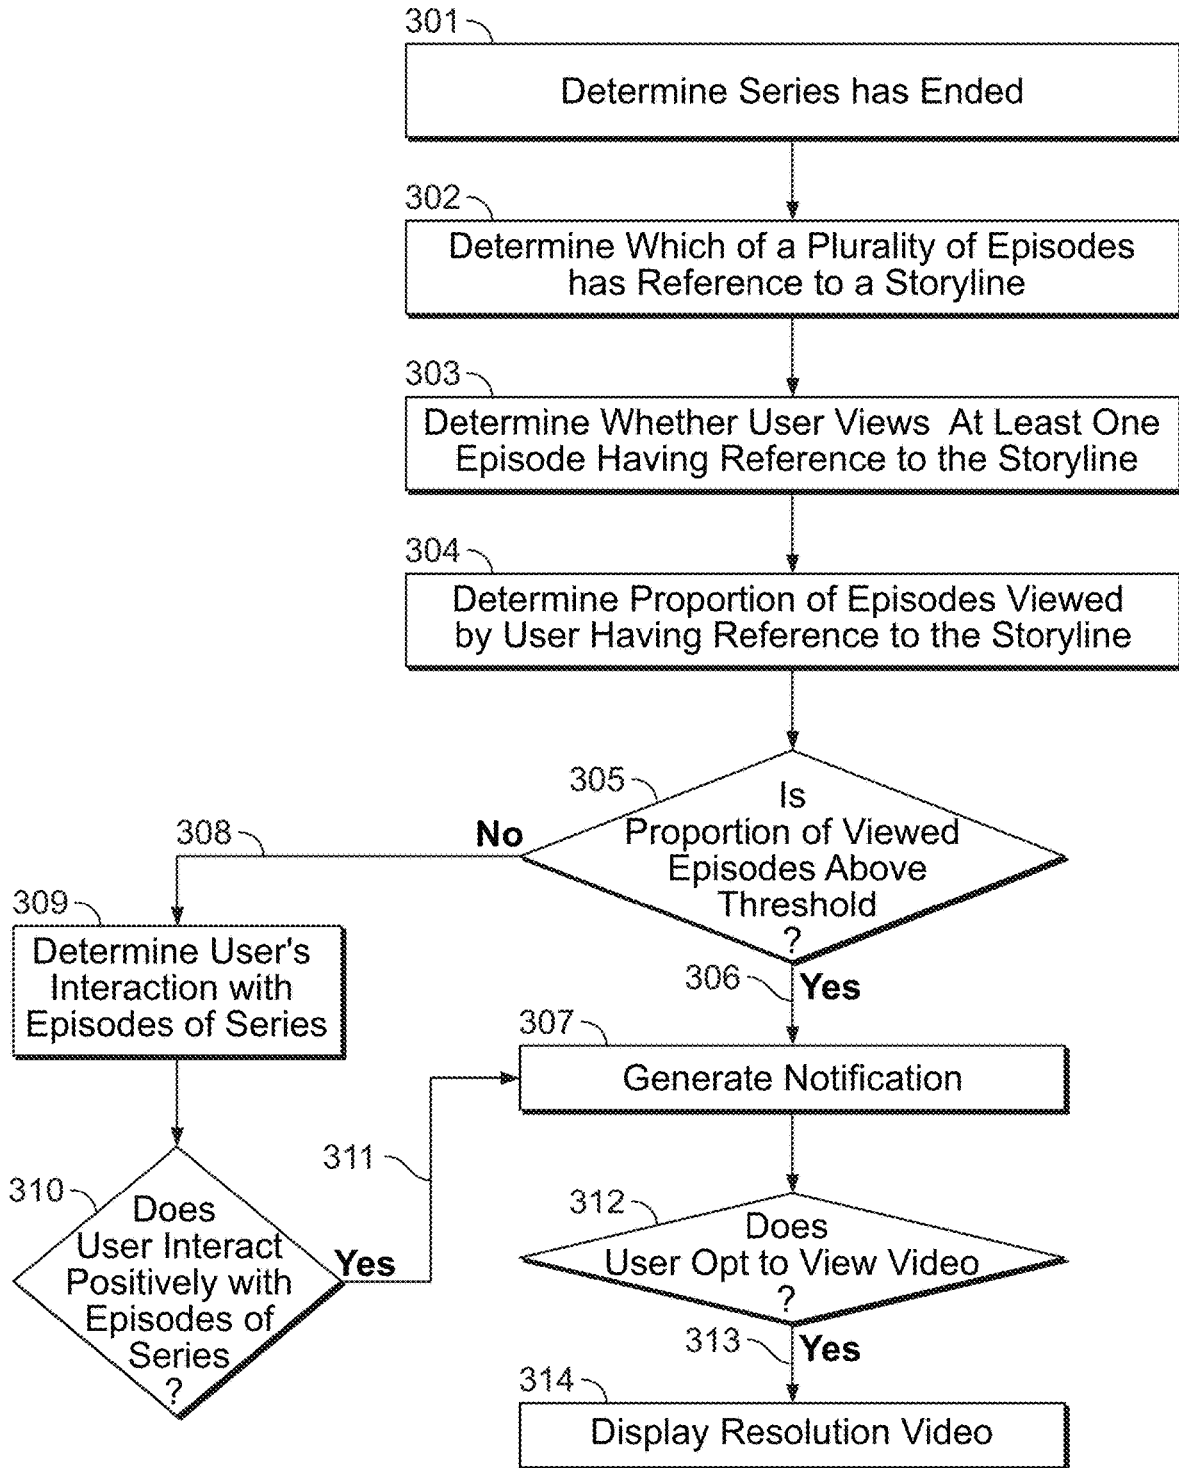 301
Determine Series has Ended
302
Determine Which of a Plurality of Episodes
has Reference to a Storyline
303
Determine Whether User Views At Least One
Episode Having Reference to the Storyline
304
Determine Proportion of Episodes Viewed
by User Having Reference to the Storyline
305
Is
Proportion of Viewed
Episodes Above
Threshold
?
308
No
309
Determine User's
Interaction with
Episodes of Series
306
Yes
307
Generate Notification
310
Does
User Interact
Positively with
Episodes of
Series
?
Yes
311
312
Does
User Opt to View Video
?
313
Yes
314
Display Resolution Video